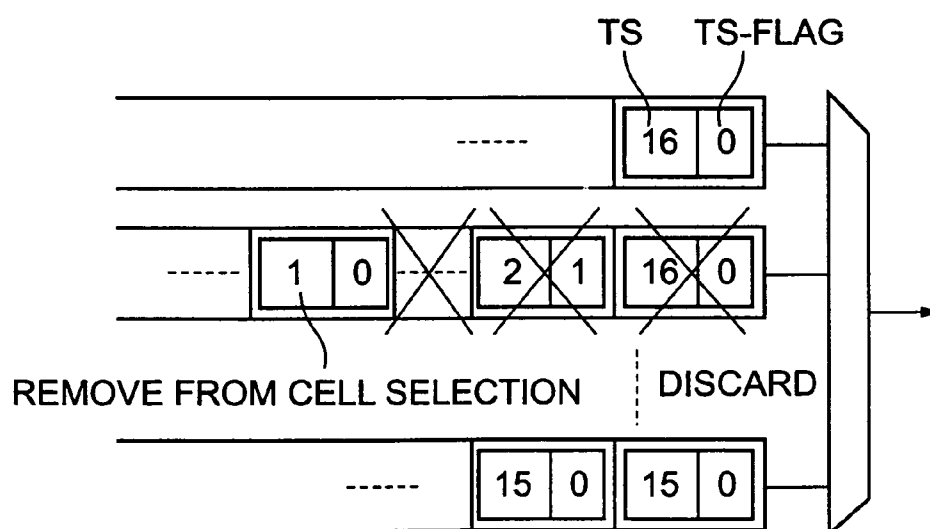 TS TS-FLAG
16 0
1 0 2 1 16 0
REMOVE FROM CELL SELECTION DISCARD
15 0 15 0